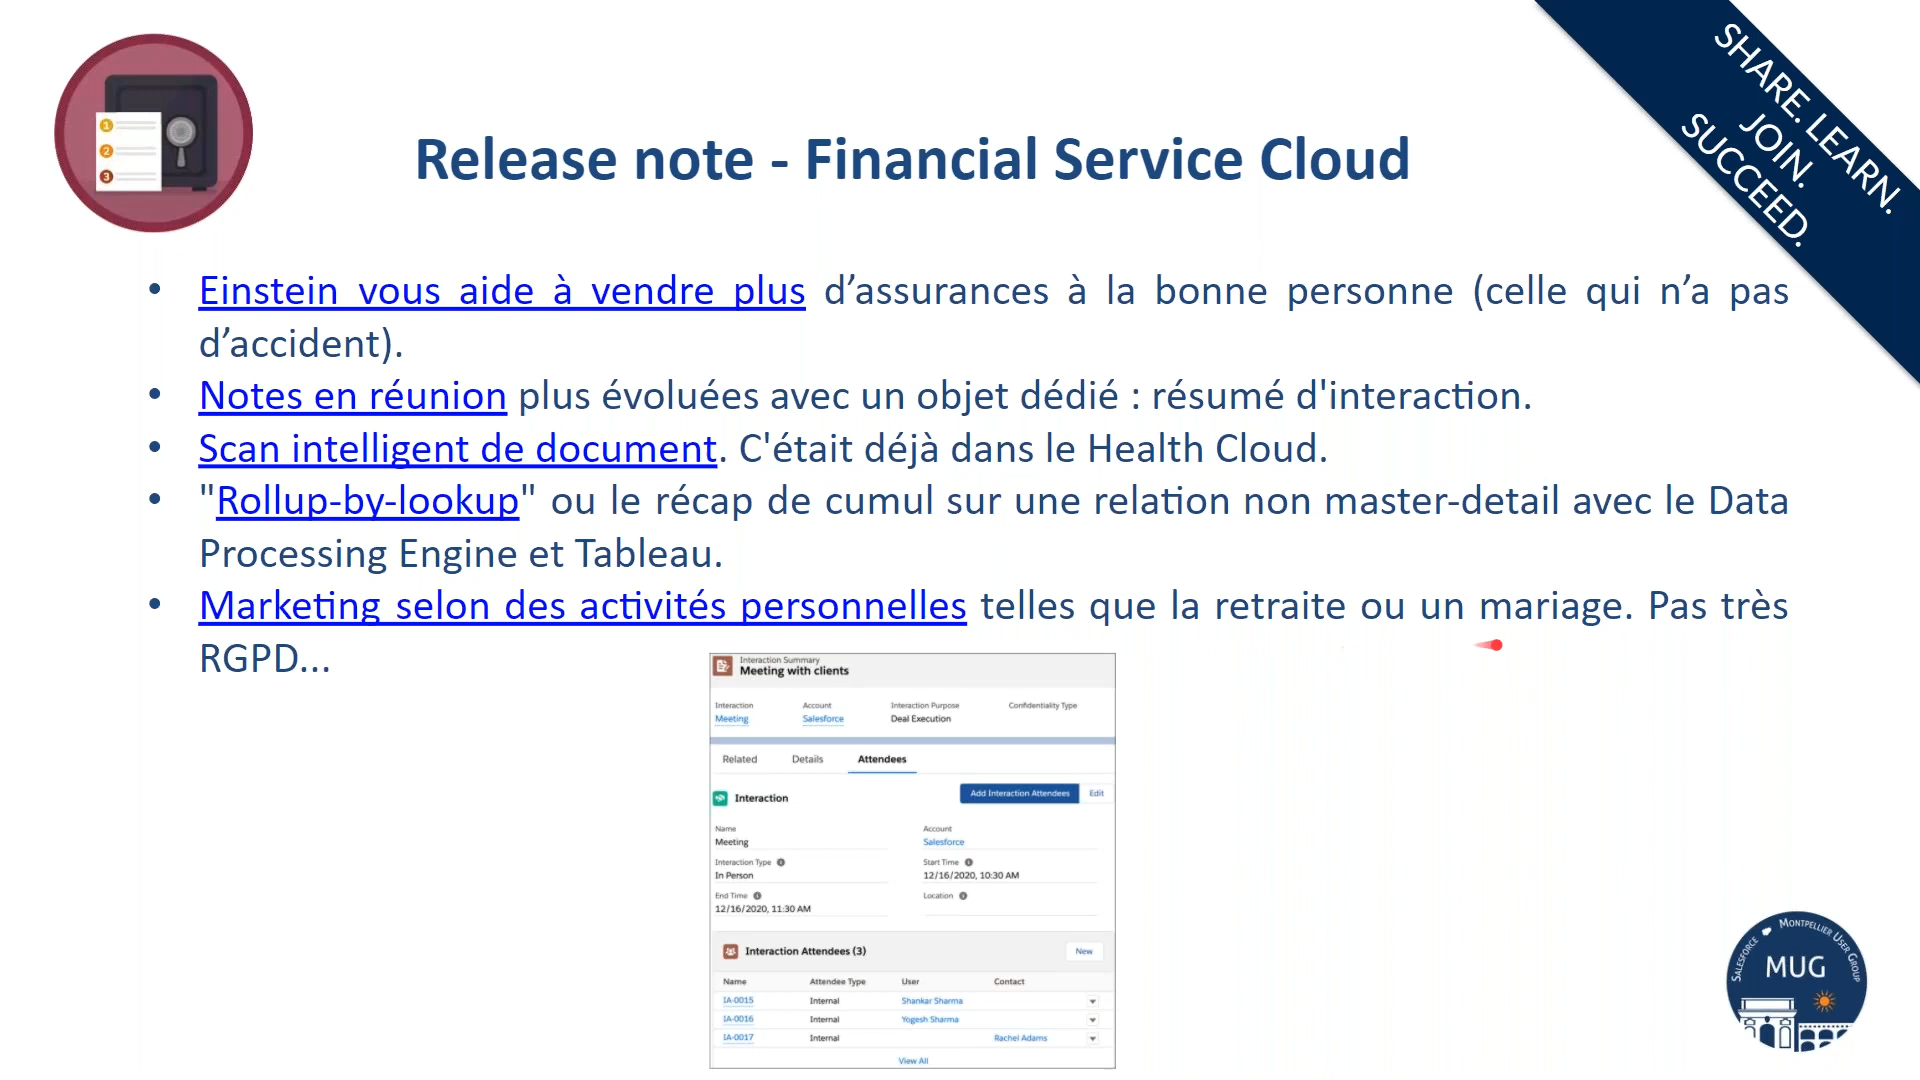 SHARE. LEARN.
JOIN.
SUCCEED.
1
2
3
Release note - Financial Service Cloud
• Einstein vous aide à vendre plus d’assurances à la bonne personne (celle qui n’a pas
d’accident).
• Notes en réunion plus évoluées avec un objet dédié : résumé d'interaction.
• Scan intelligent de document. C'était déjà dans le Health Cloud.
• "Rollup-by-lookup" ou le récap de cumul sur une relation non master-detail avec le Data
Processing Engine et Tableau.
• Marketing selon des activités personnelles telles que la retraite ou un mariage. Pas très
RGPD...
Interaction Summary
Meeting with clients
Interaction Account Interaction Purpose Confidentiality Type
Meeting Salesforce Deal Execution
Related Details Attendees
Interaction Add Interaction Attendees Edit
Name Account
Meeting Salesforce
Interaction Type Start Time
In Person 12/16/2020, 10:30 AM
End Time Location
12/16/2020, 11:30 AM
Interaction Attendees (3) New
Name Attendee Type User Contact
IA-0015 Internal Shankar Sharma
IA-0016 Internal Yogesh Sharma
IA-0017 Internal Rachel Adams
View All
SALESFORCE MONTPELLIER USER GROUP
MUG